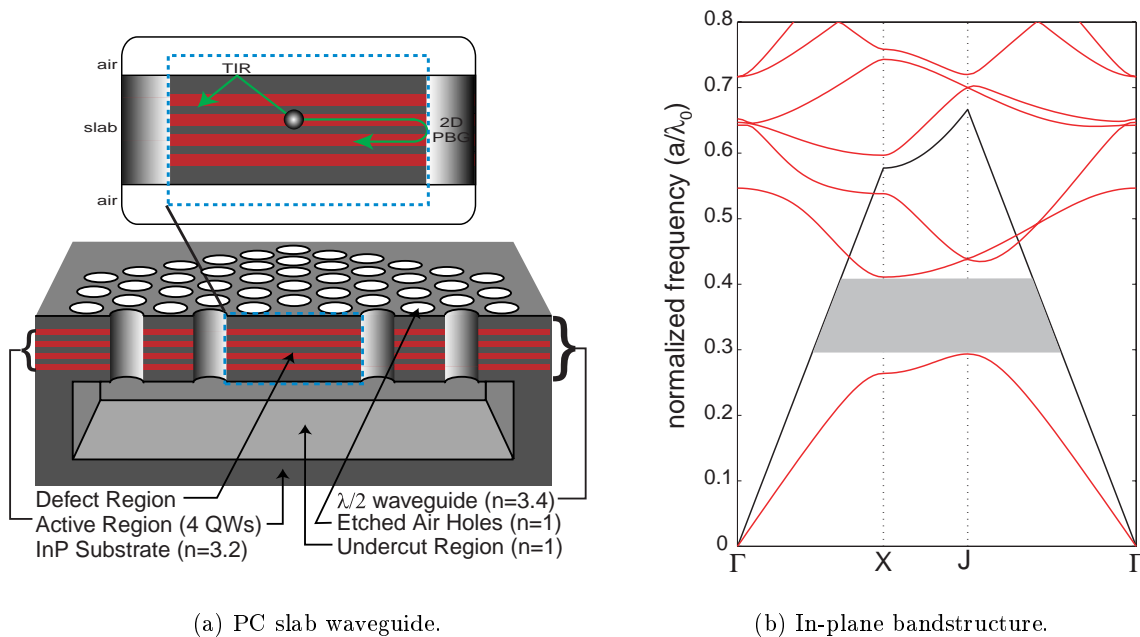 air
slab
air
TIR
2D
PBG
Defect Region
Active Region (4 QWs)
InP Substrate (n=3.2)
λ/2 waveguide (n=3.4)
Etched Air Holes (n=1)
Undercut Region (n=1)
(a) PC slab waveguide.
normalized frequency (a/λ0)
0.8
0.7
0.6
0.5
0.4
0.3
0.2
0.1
0
Γ X J Γ
(b) In-plane bandstructure.